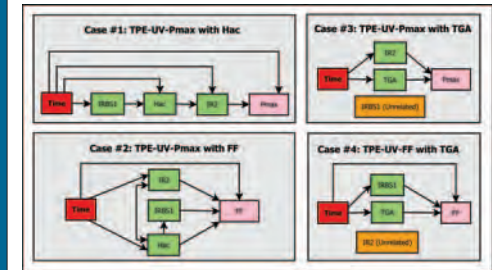 Case #1: TPE-UV-Pmax with Hac
Time
IRBS1
Hac
IR2
Pmax
Case #3: TPE-UV-Pmax with TGA
IR2
Time
TGA
Pmax
IRBS1 (Unrelated)
Case #2: TPE-UV-Pmax with FF
IR2
Time
IRBS1
FF
Hac
Case #4: TPE-UV-FF with TGA
IRBS1
Time
TGA
FF
IR2 (Unrelated)